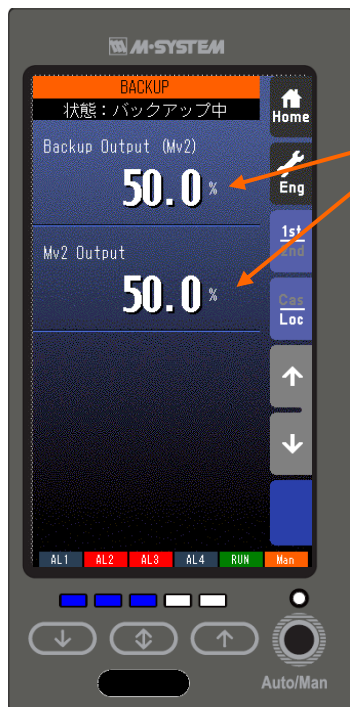 M-SYSTEM
BACKUP
状態：バックアップ中
Home
Backup Output (Mv2)
50.0 %
Eng
1st
2nd
Mv2 Output
50.0 %
Cas
Loc
AL1 AL2 AL3 AL4 RUN Man
Auto/Man